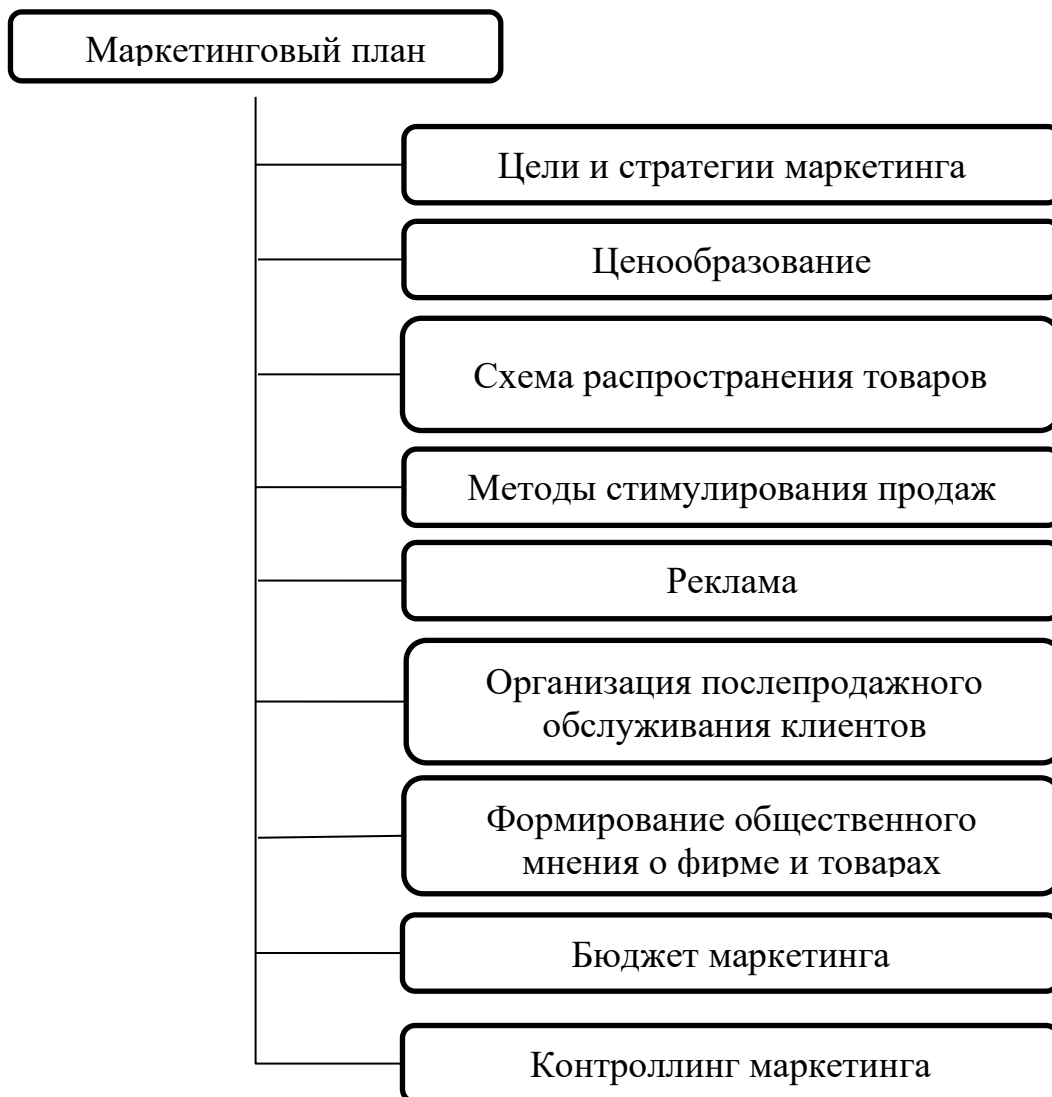 Маркетинговый план
Цели и стратегии маркетинга
Ценообразование
Схема распространения товаров
Методы стимулирования продаж
Реклама
Организация послепродажного
обслуживания клиентов
Формирование общественного
мнения о фирме и товарах
Бюджет маркетинга
Контроллинг маркетинга